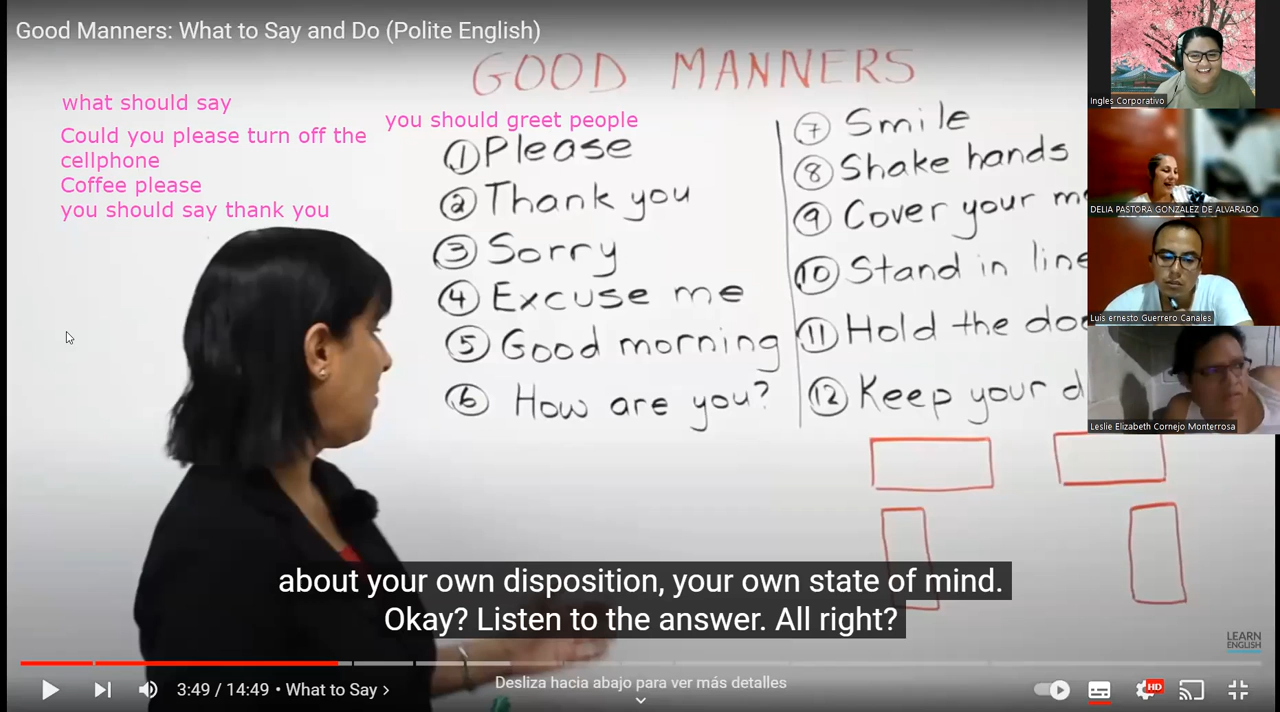 Good Manners: What to Say and Do (Polite English)
GOOD MANNERS
what should say
Could you please turn off the
cellphone
Coffee please
you should say thank you
you should greet people
① Please
② Thank you
③ Sorry
④ Excuse me
⑤ Good morning
⑥ How are you?
⑦ Smile
⑧ Shake hands
⑨ Cover your
⑩ Stand in line
⑪ Hold the
⑫ Keep your
Ingles Corporativo
DELIA PASTORA GONZALEZ DE ALVARADO
Luis ernesto Guerrero Canales
Leslie Elizabeth Cornejo Monterrosa
about your own disposition, your own state of mind.
Okay? Listen to the answer. All right?
LEARN
ENGLISH
3:49 / 14:49 • What to Say ›
Desliza hacia abajo para ver más detalles
HD